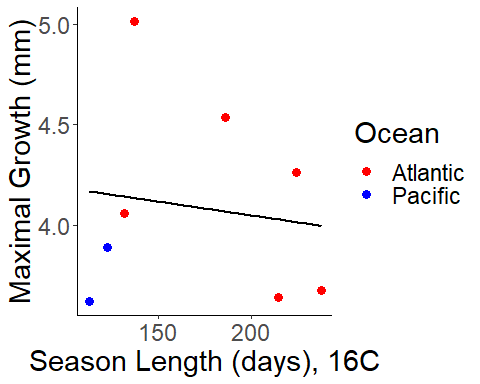 Maximal Growth (mm)
5.0
4.5
4.0
150
200
Season Length (days), 16C
Ocean
Atlantic
Pacific